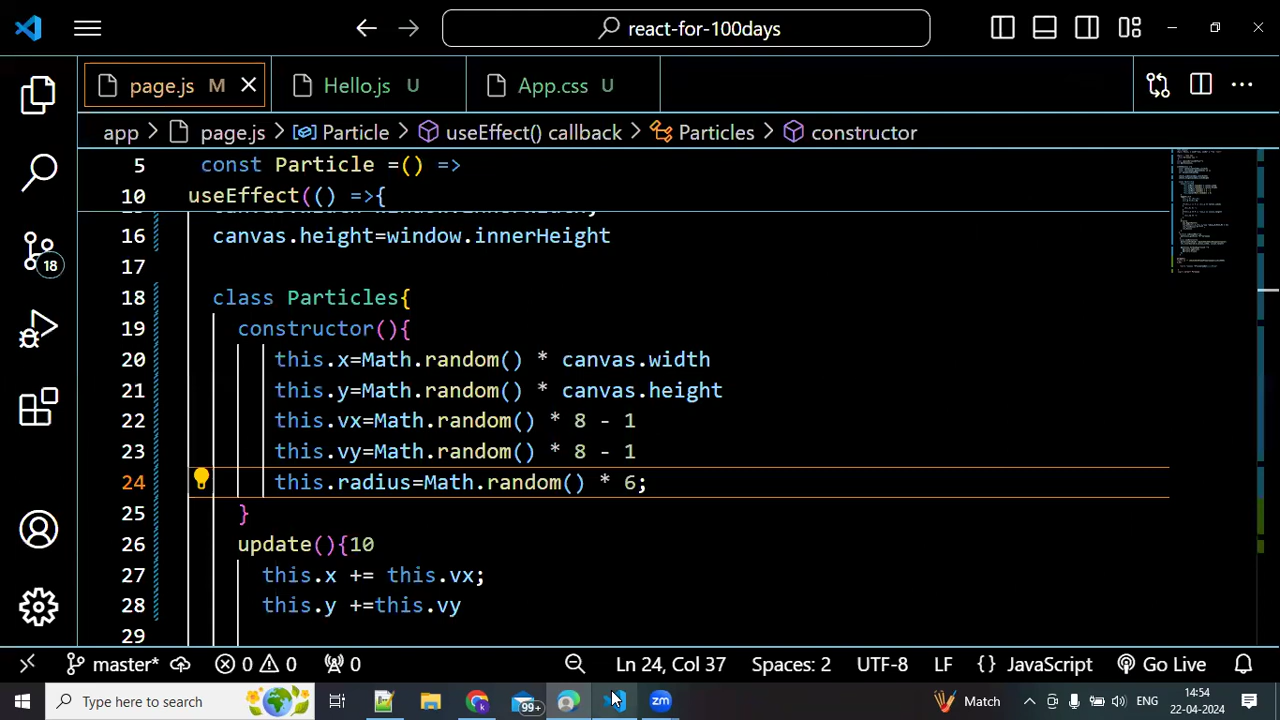 react-for-100days
page.js M
Hello.js U
App.css U
app > page.js > Particle > useEffect() callback > Particles > constructor
5 const Particle =() =>
10 useEffect(() =>{
16 canvas.height=window.innerHeight
17
18 class Particles{
19 constructor(){
20 this.x=Math.random() * canvas.width
21 this.y=Math.random() * canvas.height
22 this.vx=Math.random() * 8 - 1
23 this.vy=Math.random() * 8 - 1
24 this.radius=Math.random() * 6;
25 }
26 update(){10
27 this.x += this.vx;
28 this.y +=this.vy
29
18
master* 0 0 0 Ln 24, Col 37 Spaces: 2 UTF-8 LF {} JavaScript Go Live
Type here to search
99+
zm
Match
ENG
14:54
22-04-2024